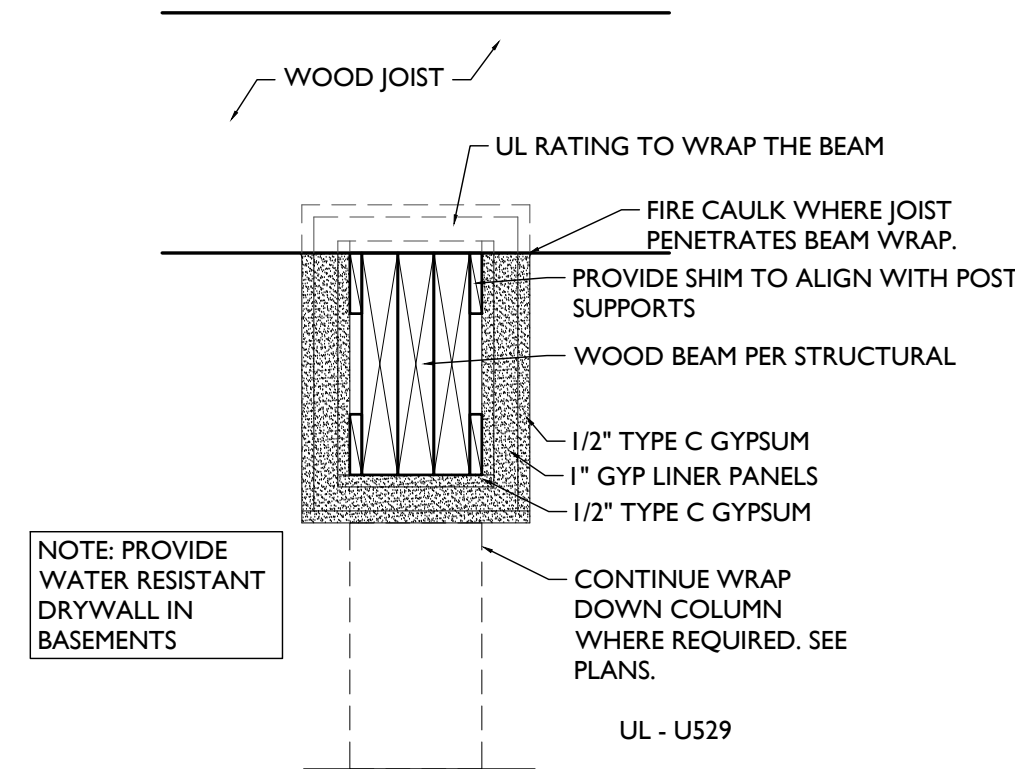 WOOD JOIST
UL RATING TO WRAP THE BEAM
FIRE CAULK WHERE JOIST
PENETRATES BEAM WRAP.
PROVIDE SHIM TO ALIGN WITH POST
SUPPORTS
WOOD BEAM PER STRUCTURAL
1/2" TYPE C GYPSUM
1" GYP LINER PANELS
1/2" TYPE C GYPSUM
NOTE: PROVIDE
WATER RESISTANT
DRYWALL IN
BASEMENTS
CONTINUE WRAP
DOWN COLUMN
WHERE REQUIRED. SEE
PLANS.
UL - U529